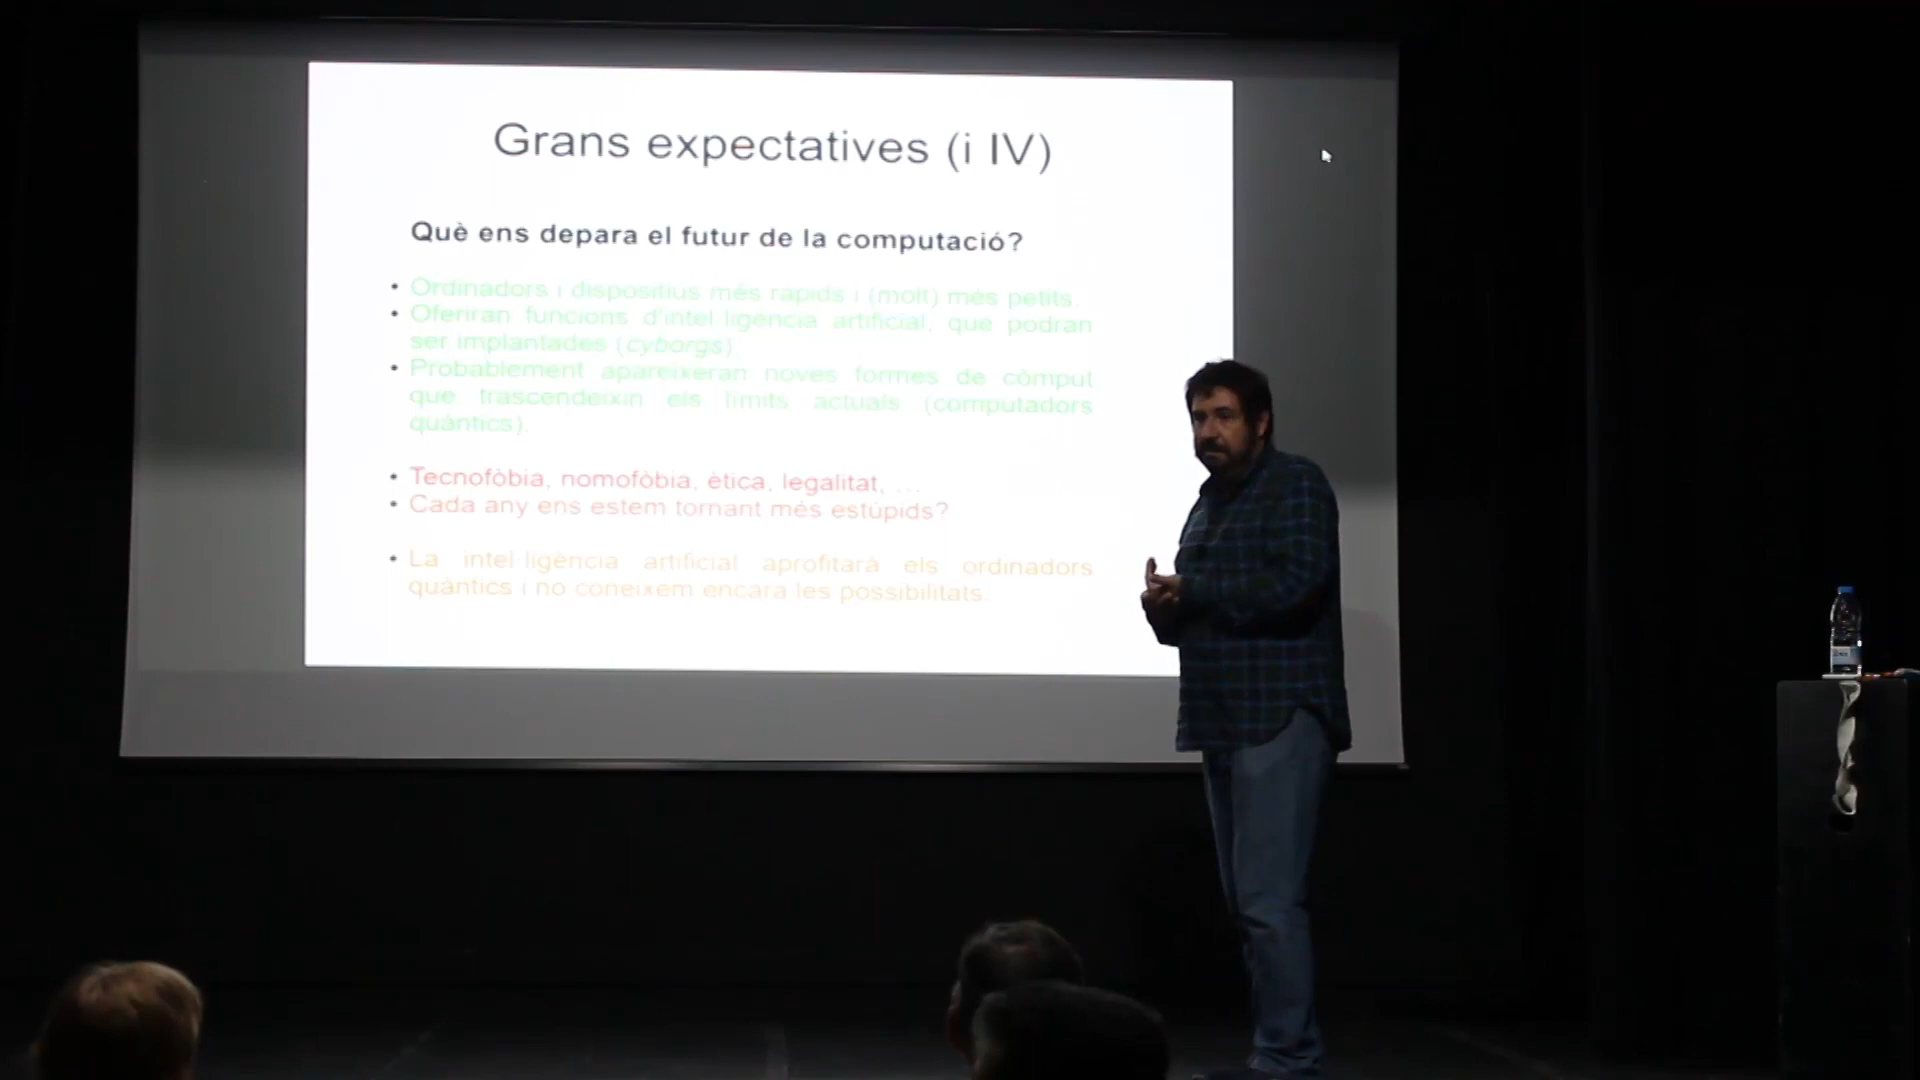 Grans expectatives (i IV)
Què ens depara el futur de la computació?
• Ordinadors i dispositius més ràpids i (molt) més petits.
• Oferiran funcions d'intel·ligència artificial, que podran
ser implantades (cyborgs)
• Probablement apareixeran noves formes de còmput
que trascendeixin els límits actuals (computadors
quàntics).
• Tecnofòbia, nomofòbia, ètica, legalitat, ...
• Cada any ens estem tornant més estúpids?
• La intel·ligència artificial aprofitarà els ordinadors
quàntics i no coneixem encara les possibilitats.